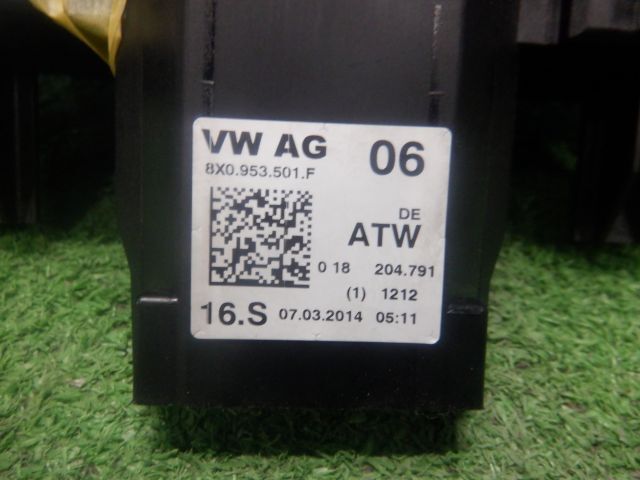 VW AG 06
8X0.953.501.F
DE
ATW
0 18 204.791
(1) 1212
16.S 07.03.2014 05:11